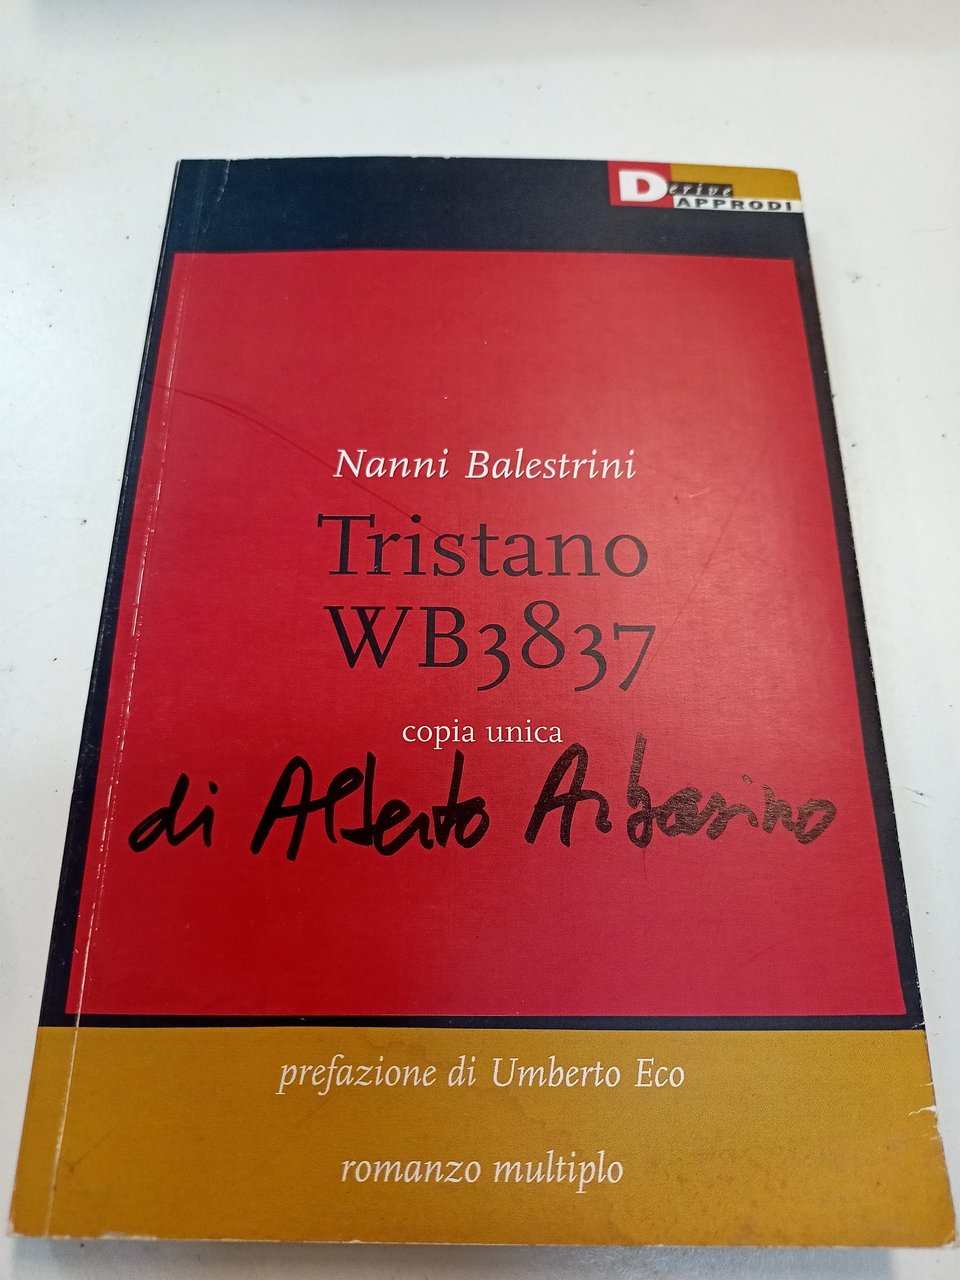 Derive
APPRODI
Nanni Balestrini
Tristano
WB3837
copia unica
di Alberto Arbasino
prefazione di Umberto Eco
romanzo multiplo